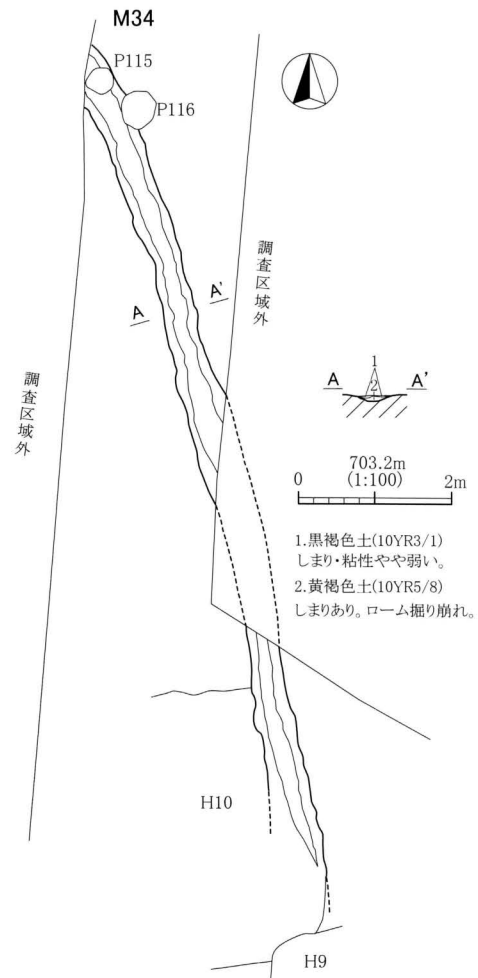 M34
P115
P116
調査区域外
A
A'
調査区域外
1
2
A
A'
703.2m
0
(1:100)
2m
1.黒褐色土(10YR3/1)
しまり・粘性やや弱い。
2.黄褐色土(10YR5/8)
しまりあり。ローム掘り崩れ。
H10
H9